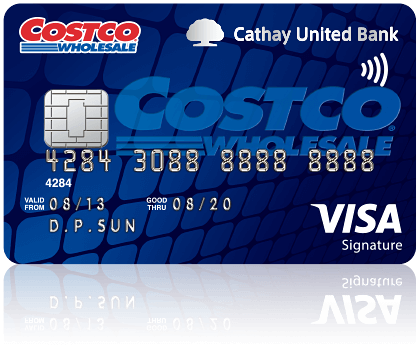 COSTCO
WHOLESALE
Cathay United Bank
COSTCO
WHOLESALE
4284 3088 8888 8888
4284
VALID FROM 08/13 GOOD THRU 08/20
D.P.SUN
VISA
Signature